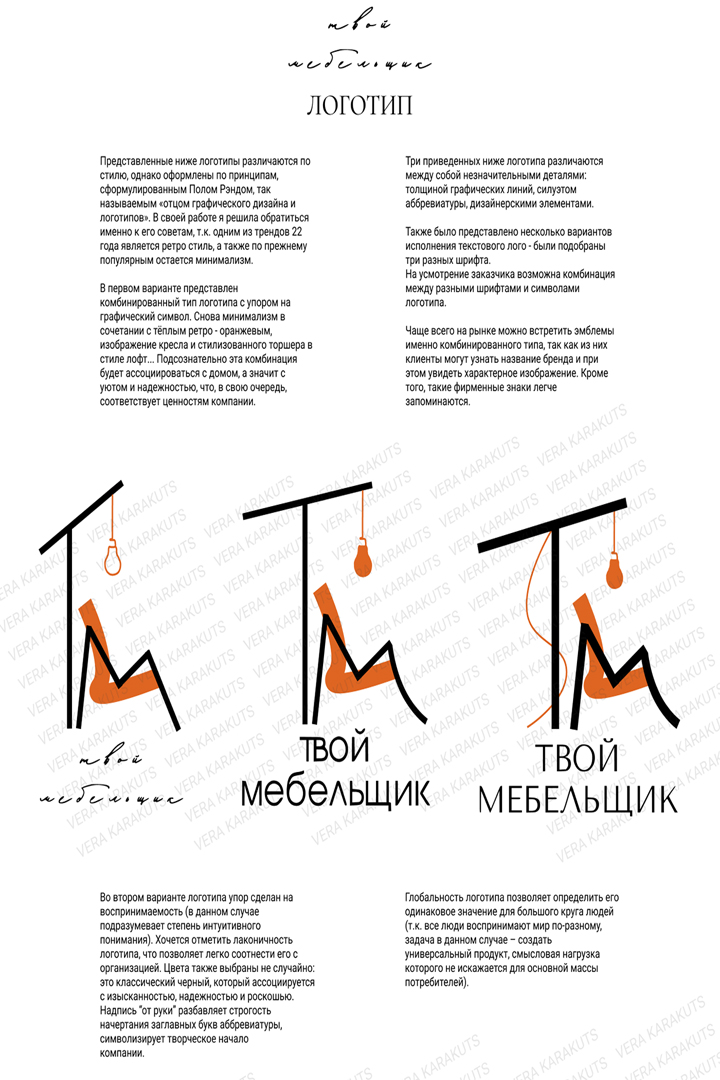 твой
мебельщик
ЛОГОТИП
Представленные ниже логотипы различаются по
стилю, однако оформлены по принципам,
сформулированным Полом Рэндом, так
называемым «отцом графического дизайна и
логотипов». В своей работе я решила обратиться
именно к его советам, т.к. одним из трендов 22
года является ретро стиль, а также по прежнему
популярным остается минимализм.
В первом варианте представлен
комбинированный тип логотипа с упором на
графический символ. Снова минимализм в
сочетании с тёплым ретро - оранжевым,
изображение кресла и стилизованного торшера в
стиле лофт... Подсознательно эта комбинация
будет ассоциироваться с домом, а значит с
уютом и надежностью, что, в свою очередь,
соответствует ценностям компании.
Три приведенных ниже логотипа различаются
между собой незначительными деталями:
толщиной графических линий, силуэтом
аббревиатуры, дизайнерскими элементами.
Также было представлено несколько вариантов
исполнения текстового лого - были подобраны
три разных шрифта.
На усмотрение заказчика возможна комбинация
между разными шрифтами и символами
логотипа.
Чаще всего на рынке можно встретить эмблемы
именно комбинированного типа, так как из них
клиенты могут узнать название бренда и при
этом увидеть характерное изображение. Кроме
того, такие фирменные знаки легче
запоминаются.
VERA KARAKUTS
твой
мебельщик
ТВОЙ
мебельщик
ТВОЙ
МЕБЕЛЬЩИК
Во втором варианте логотипа упор сделан на
воспринимаемость (в данном случае
подразумевает степень интуитивного
понимания). Хочется отметить лаконичность
логотипа, что позволяет легко соотнести его с
организацией. Цвета также выбраны не случайно:
это классический черный, который ассоциируется
с изысканностью, надежностью и роскошью.
Надпись “от руки” разбавляет строгость
начертания заглавных букв аббревиатуры,
символизирует творческое начало
компании.
Глобальность логотипа позволяет определить его
одинаковое значение для большого круга людей
(т.к. все люди воспринимают мир по-разному,
задача в данном случае – создать
универсальный продукт, смысловая нагрузка
которого не искажается для основной массы
потребителей).
VERA KARAKUTS